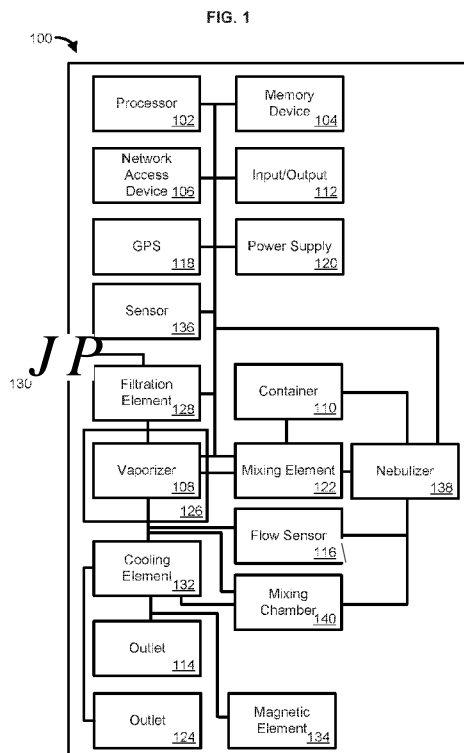 FIG. 1
100
Processor
102
Memory
Device
104
Network
Access
Device
106
Input/Output
112
GPS
118
Power Supply
120
Sensor
136
J P
130
Filtration
Element
128
Container
110
Vaporizer
108
126
Mixing Element
122
Nebulizer
138
Flow Sensor
116
Cooling
Element
132
Mixing
Chamber
140
Outlet
114
Outlet
124
Magnetic
Element
134